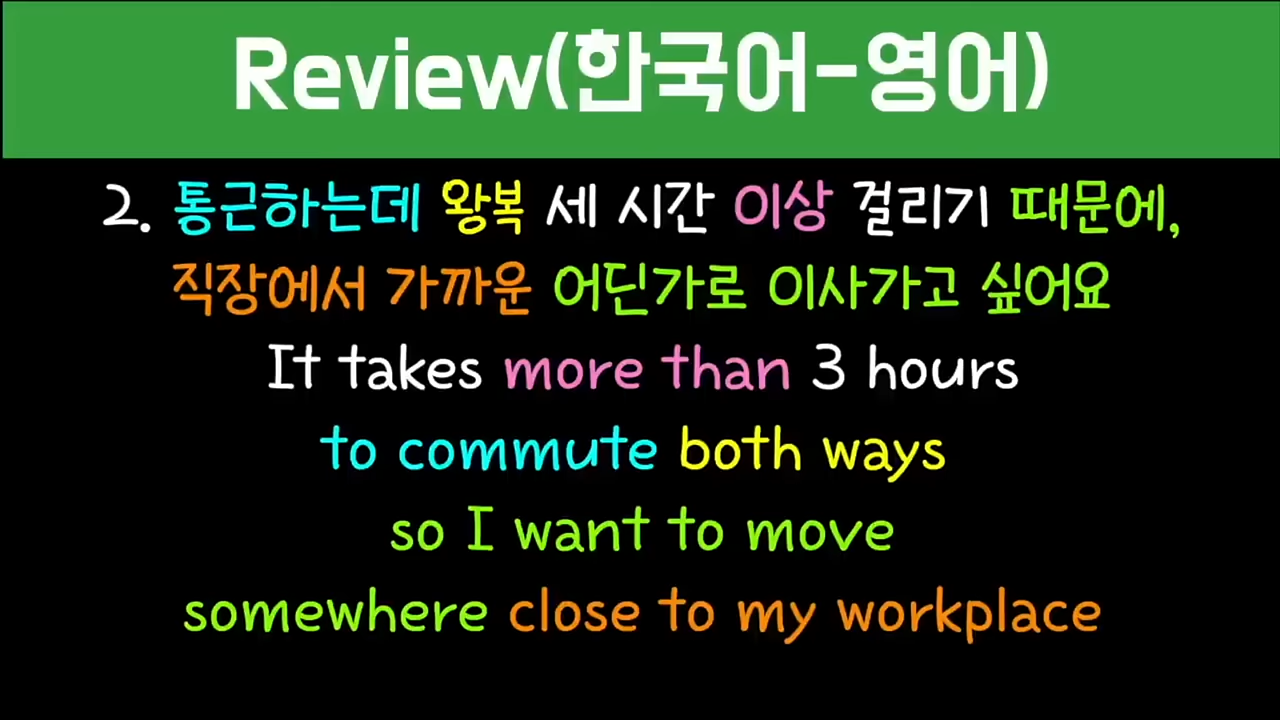 Review(한국어-영어)
2. 통근하는데 왕복 세 시간 이상 걸리기 때문에,
직장에서 가까운 어딘가로 이사가고 싶어요
It takes more than 3 hours
to commute both ways
so I want to move
somewhere close to my workplace